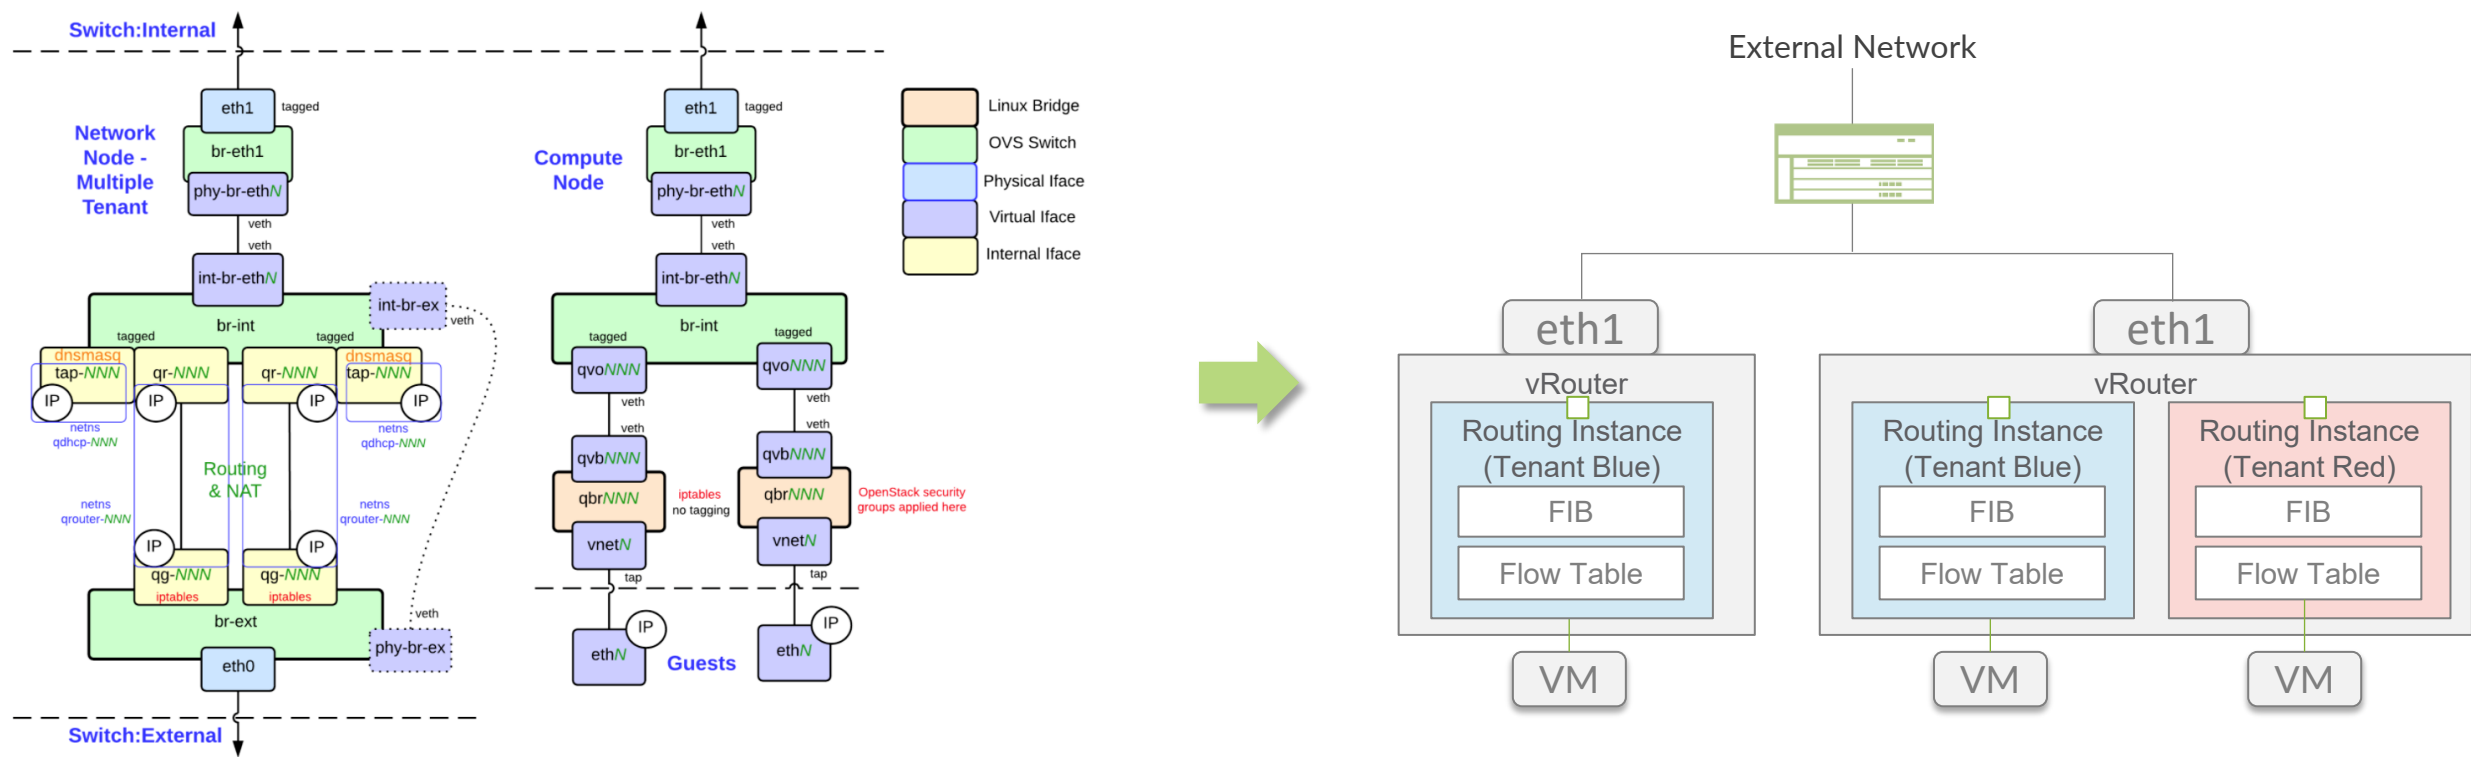 Switch:Internal
eth1
tagged
Network
Node -
Multiple
Tenant
br-eth1
phy-br-ethN
veth
veth
int-br-ethN
int-br-ex
veth
br-int
tagged
tagged
dnsmasq
dnsmasq
tap-NNN
qr-NNN
qr-NNN
tap-NNN
IP
IP
IP
IP
netns
qdhcp-NNN
netns
qdhcp-NNN
Routing
& NAT
netns
qrouter-NNN
netns
qrouter-NNN
IP
IP
qg-NNN
qg-NNN
iptables
iptables
br-ext
veth
phy-br-ex
eth0
Switch:External
eth1
tagged
Compute
Node
br-eth1
phy-br-ethN
veth
veth
int-br-ethN
br-int
tagged
tagged
qvoNNN
qvoNNN
veth
veth
veth
veth
qvbNNN
qvbNNN
qbrNNN
qbrNNN
iptables
no tagging
OpenStack security
groups applied here
vnetN
vnetN
tap
tap
IP
IP
ethN
ethN
Guests
Linux Bridge
OVS Switch
Physical Iface
Virtual Iface
Internal Iface
External Network
eth1
eth1
vRouter
vRouter
Routing Instance
(Tenant Blue)
FIB
Flow Table
Routing Instance
(Tenant Blue)
FIB
Flow Table
Routing Instance
(Tenant Red)
FIB
Flow Table
VM
VM
VM